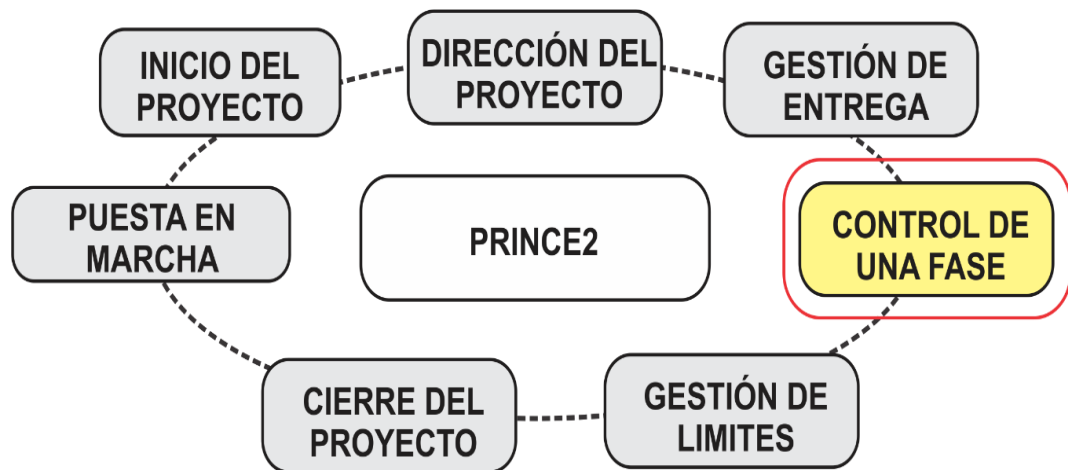 INICIO DEL
PROYECTO
DIRECCIÓN DEL
PROYECTO
GESTIÓN DE
ENTREGA
PUESTA EN
MARCHA
PRINCE2
CONTROL DE
UNA FASE
CIERRE DEL
PROYECTO
GESTIÓN DE
LIMITES